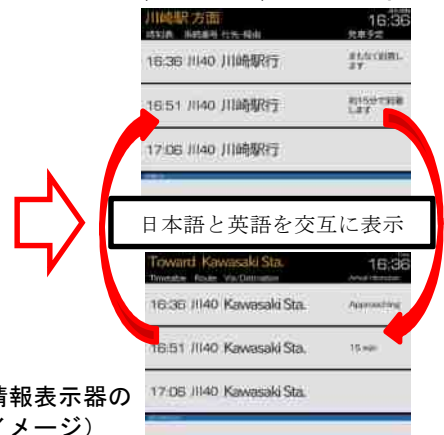 川崎駅 方面 16:36
時刻表 系統番号 行先・経由 発車予定
16:36 川40 川崎駅行 まもなく到着します
16:51 川40 川崎駅行 約15分で到着します
17:06 川40 川崎駅行
日本語と英語を交互に表示
Toward Kawasaki Sta. 16:36
Timetable Route Via/Destination
16:36 川40 Kawasaki Sta. Approaching
16:51 川40 Kawasaki Sta. 15 min
17:06 川40 Kawasaki Sta.
情報表示器の
イメージ）